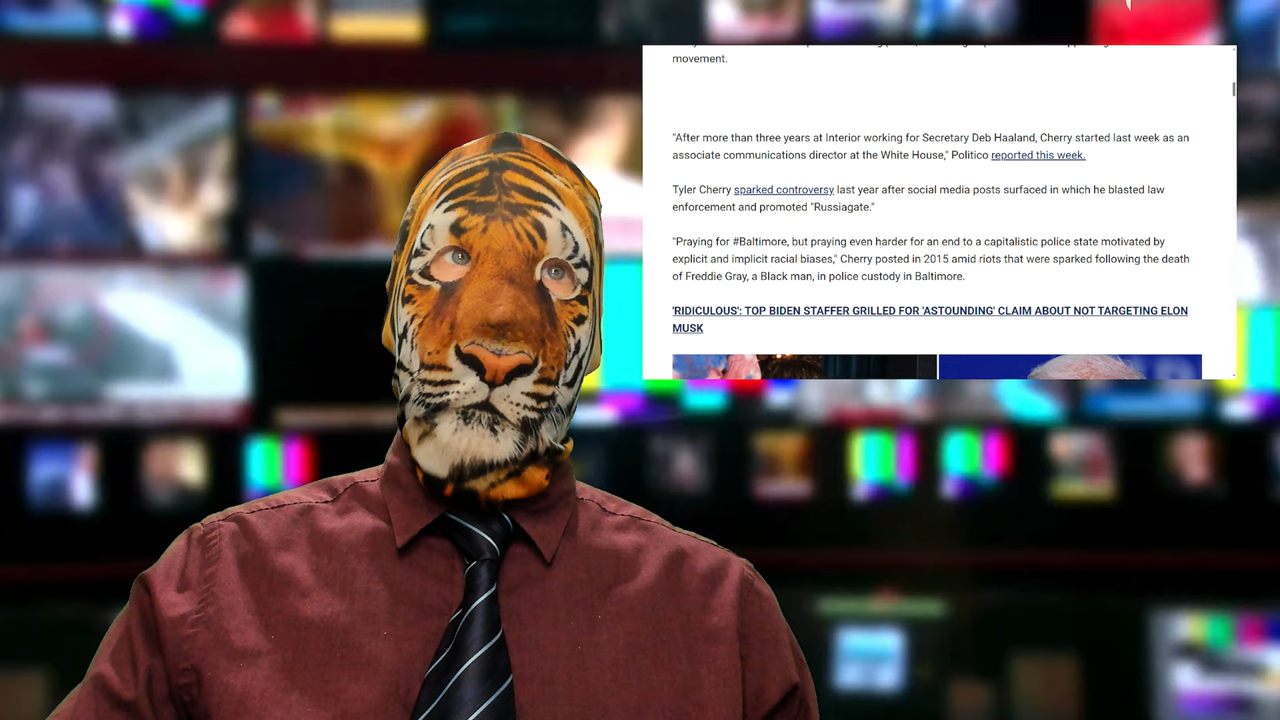 movement.
"After more than three years at Interior working for Secretary Deb Haaland, Cherry started last week as an
associate communications director at the White House," Politico reported this week.
Tyler Cherry sparked controversy last year after social media posts surfaced in which he blasted law
enforcement and promoted "Russiagate."
"Praying for #Baltimore, but praying even harder for an end to a capitalistic police state motivated by
explicit and implicit racial biases," Cherry posted in 2015 amid riots that were sparked following the death
of Freddie Gray, a Black man, in police custody in Baltimore.
'RIDICULOUS': TOP BIDEN STAFFER GRILLED FOR 'ASTOUNDING' CLAIM ABOUT NOT TARGETING ELON
MUSK